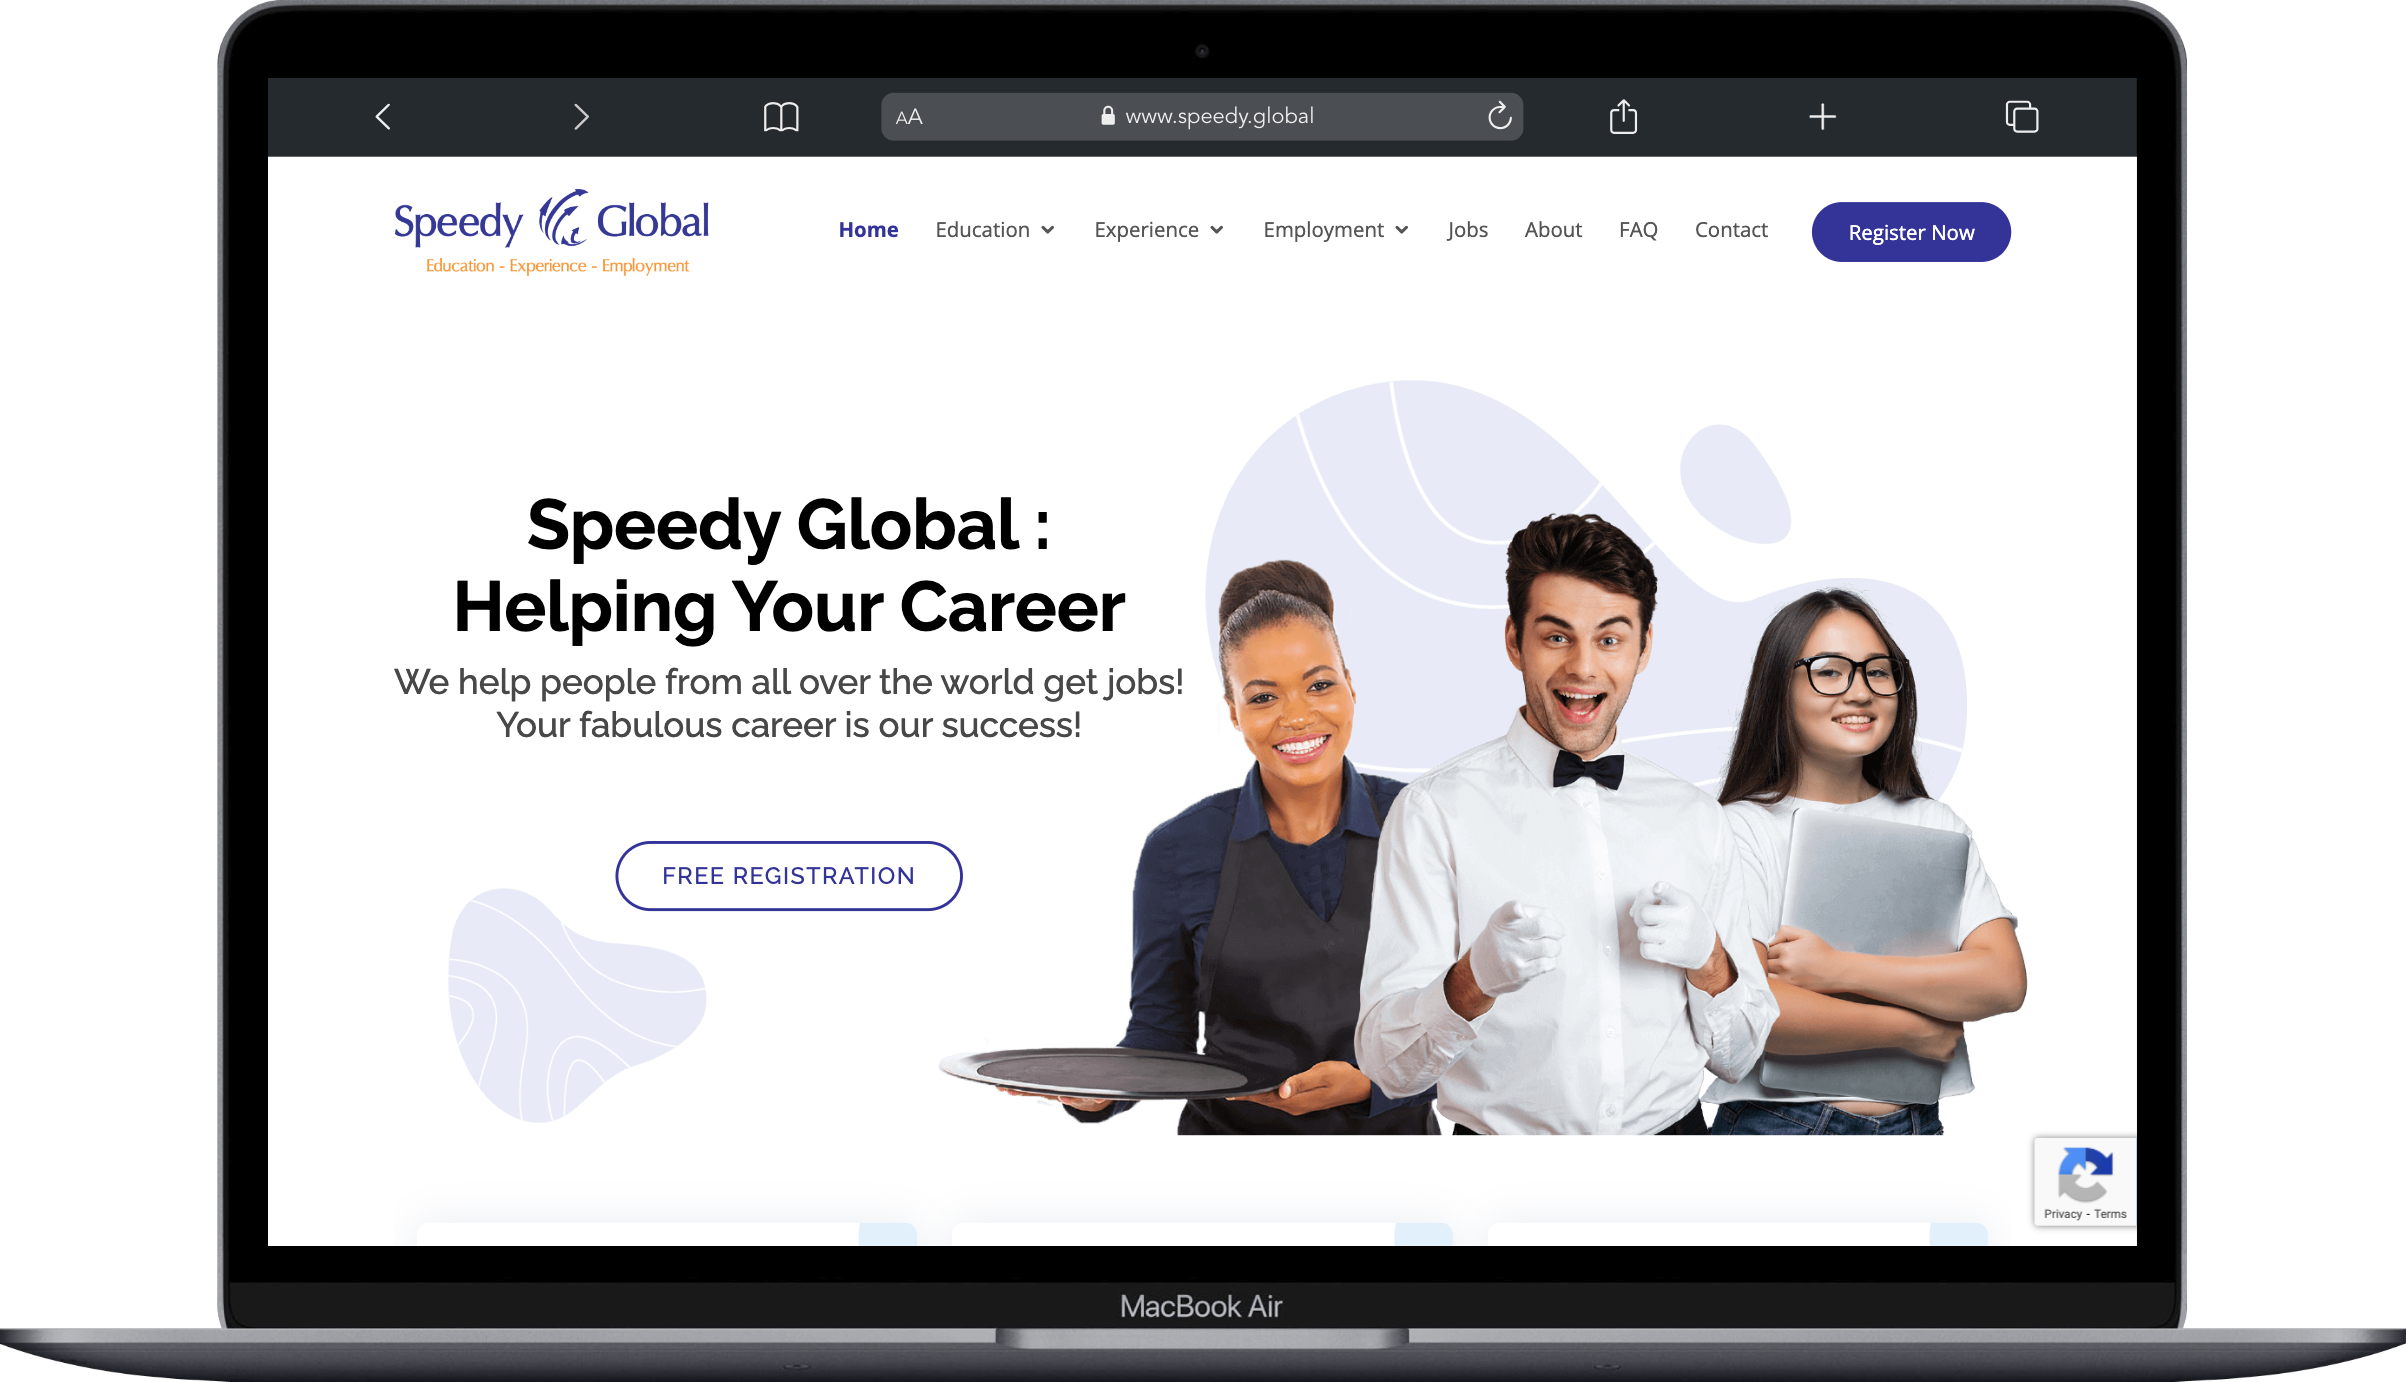 AA www.speedy.global
Speedy Global
Education - Experience - Employment
Home Education Experience Employment Jobs About FAQ Contact Register Now
Speedy Global :
Helping Your Career
We help people from all over the world get jobs!
Your fabulous career is our success!
FREE REGISTRATION
Privacy - Terms
MacBook Air